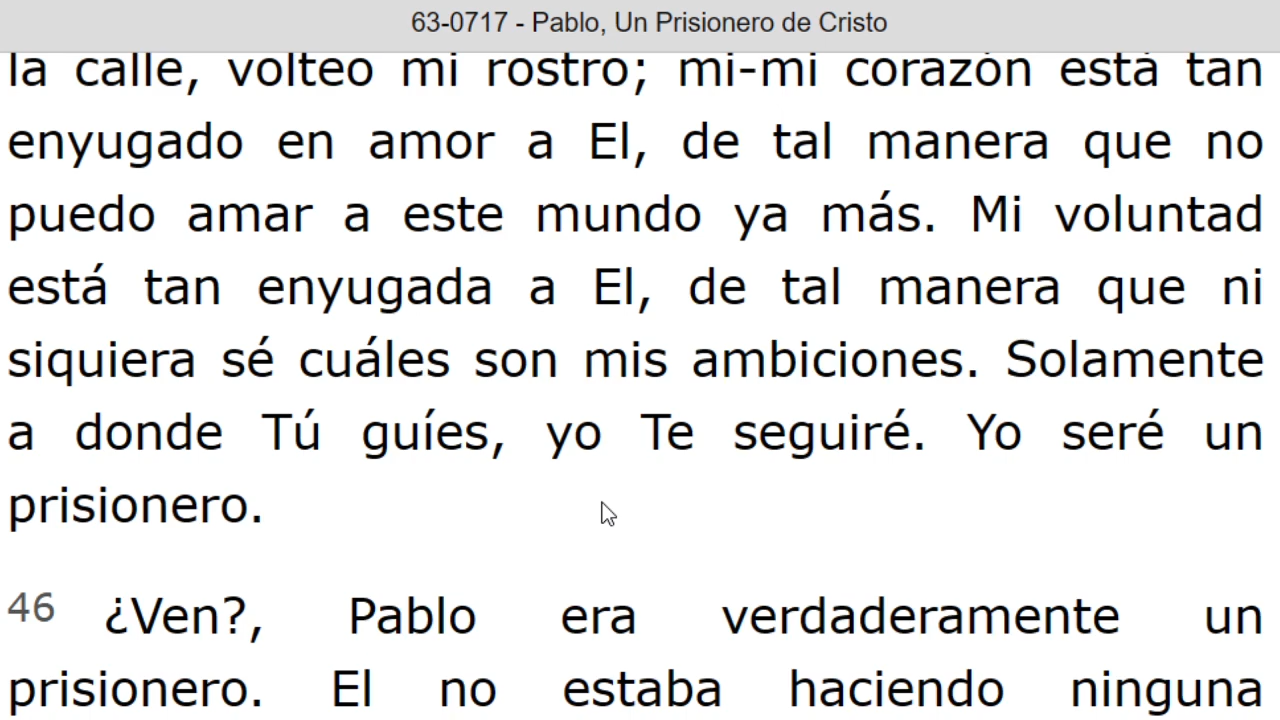 63-0717 - Pablo, Un Prisionero de Cristo
la calle, volteo mi rostro; mi-mi corazón está tan
enyugado en amor a El, de tal manera que no
puedo amar a este mundo ya más. Mi voluntad
está tan enyugada a El, de tal manera que ni
siquiera sé cuáles son mis ambiciones. Solamente
a donde Tú guíes, yo Te seguiré. Yo seré un
prisionero.
46 ¿Ven?, Pablo era verdaderamente un
prisionero. El no estaba haciendo ninguna